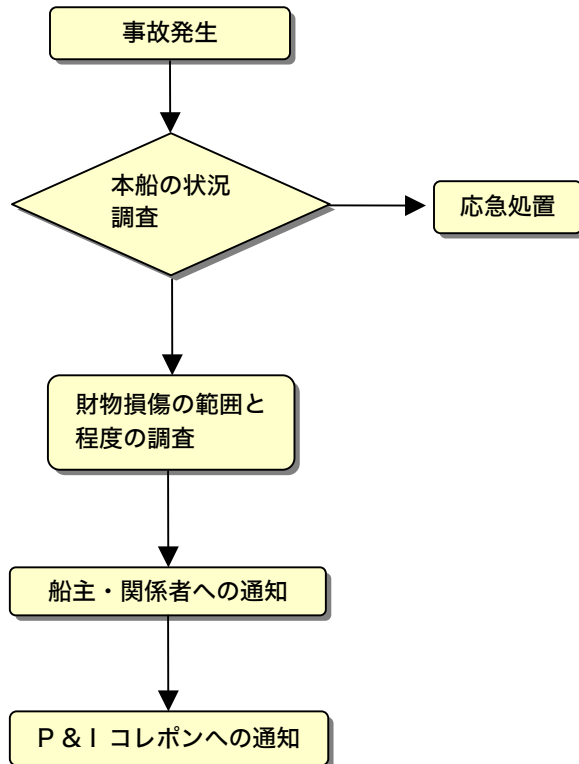 事故発生
本船の状況
調査
応急処置
財物損傷の範囲と
程度の調査
船主・関係者への通知
Ｐ＆Ｉ コレポンへの通知